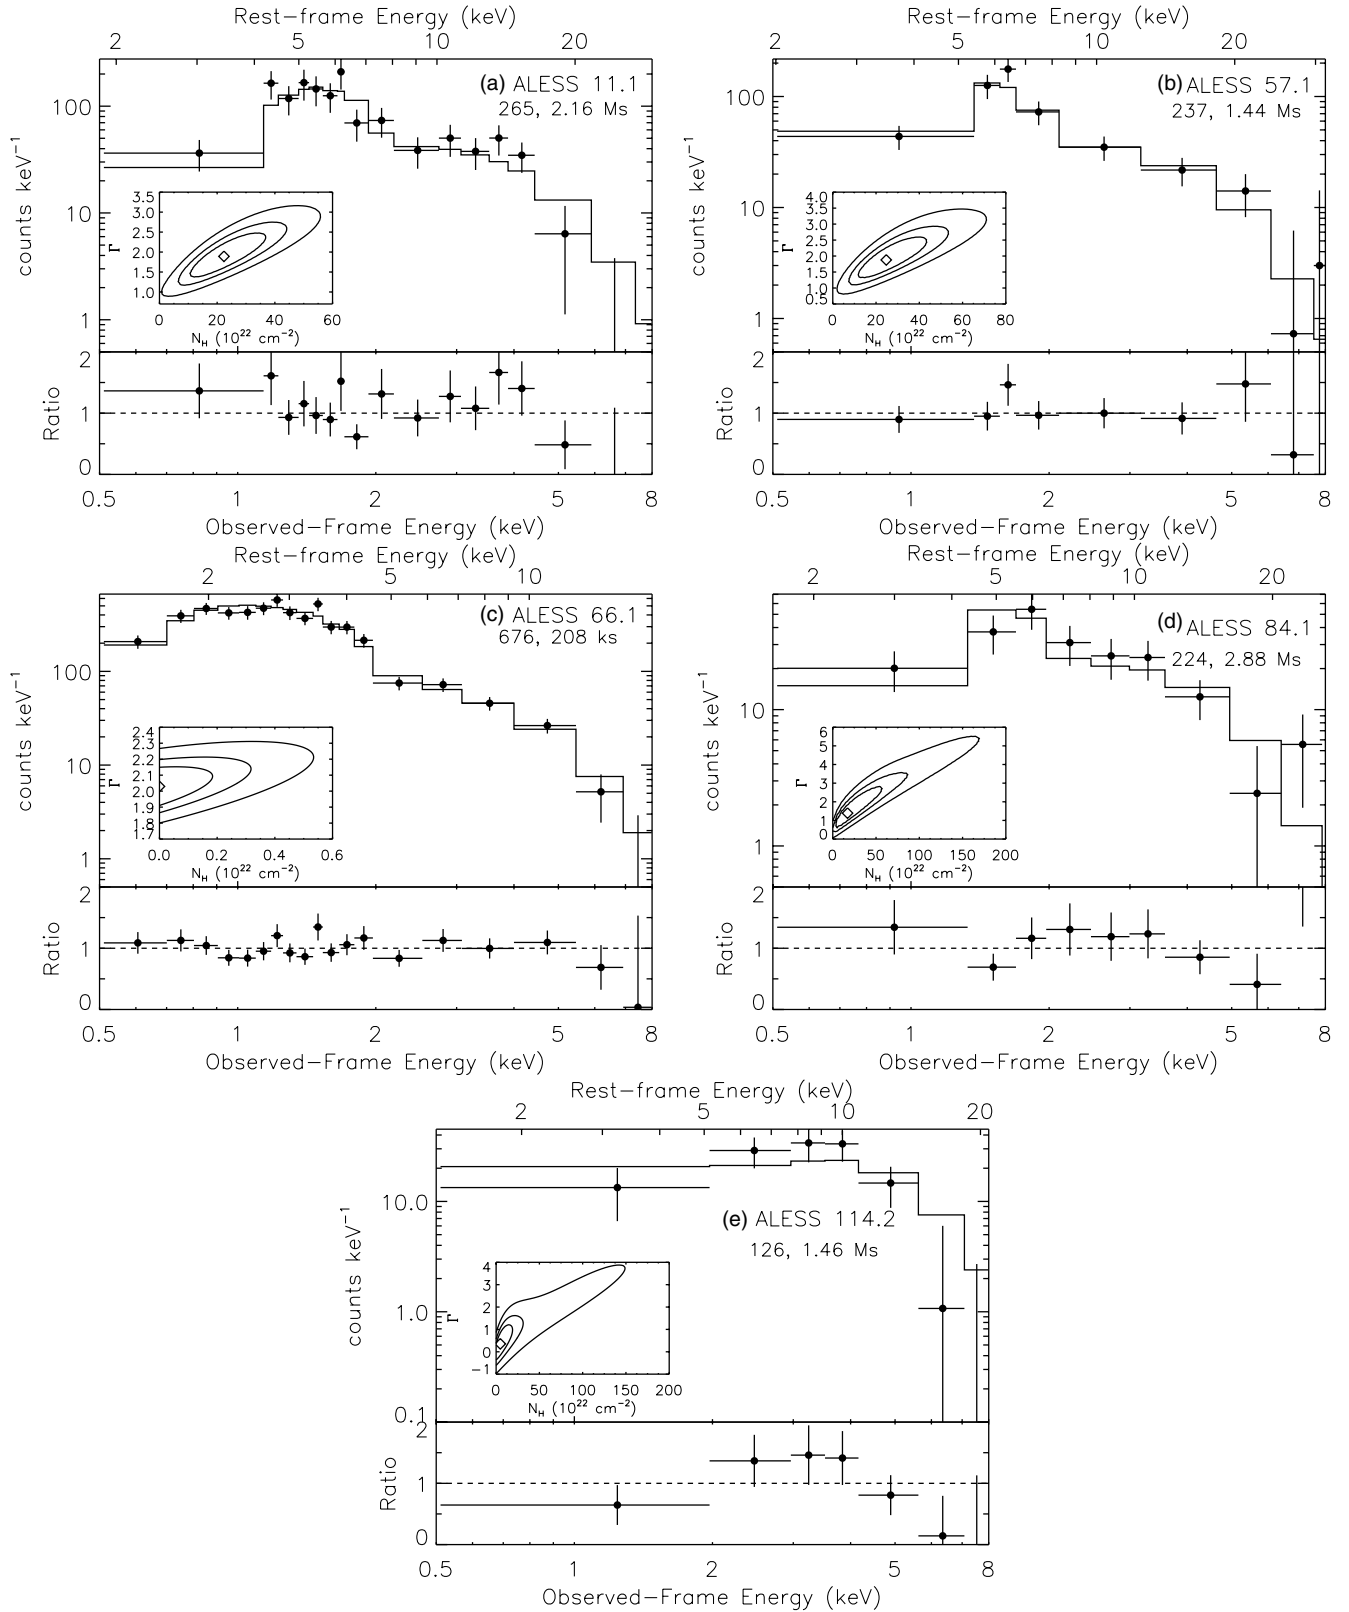 Rest-frame Energy (keV)
2 5 10 20
(a) ALESS 11.1
265, 2.16 Ms
counts keV⁻¹
100
10
1
Γ
3.5
3.0
2.5
2.0
1.5
1.0
0 20 40 60
N_H (10²² cm⁻²)
Ratio
2
1
0
0.5 1 2 5 8
Observed-Frame Energy (keV)
Rest-frame Energy (keV)
2 5 10 20
(b) ALESS 57.1
237, 1.44 Ms
counts keV⁻¹
100
10
1
Γ
4.0
3.5
3.0
2.5
2.0
1.5
1.0
0.5
0 20 40 60 80
N_H (10²² cm⁻²)
Ratio
2
1
0
0.5 1 2 5 8
Observed-Frame Energy (keV)
Rest-frame Energy (keV)
2 5 10
(c) ALESS 66.1
676, 208 ks
counts keV⁻¹
100
10
1
Γ
2.4
2.3
2.2
2.1
2.0
1.9
1.8
1.7
0.0 0.2 0.4 0.6
N_H (10²² cm⁻²)
Ratio
2
1
0
0.5 1 2 5 8
Observed-Frame Energy (keV)
Rest-frame Energy (keV)
2 5 10 20
(d) ALESS 84.1
224, 2.88 Ms
counts keV⁻¹
10
1
Γ
6
5
4
3
2
1
0
0 50 100 150 200
N_H (10²² cm⁻²)
Ratio
2
1
0
0.5 1 2 5 8
Observed-Frame Energy (keV)
Rest-frame Energy (keV)
2 5 10 20
(e) ALESS 114.2
126, 1.46 Ms
counts keV⁻¹
10.0
1.0
0.1
Γ
4
3
2
1
0
-1
0 50 100 150 200
N_H (10²² cm⁻²)
Ratio
2
1
0
0.5 1 2 5 8
Observed-Frame Energy (keV)